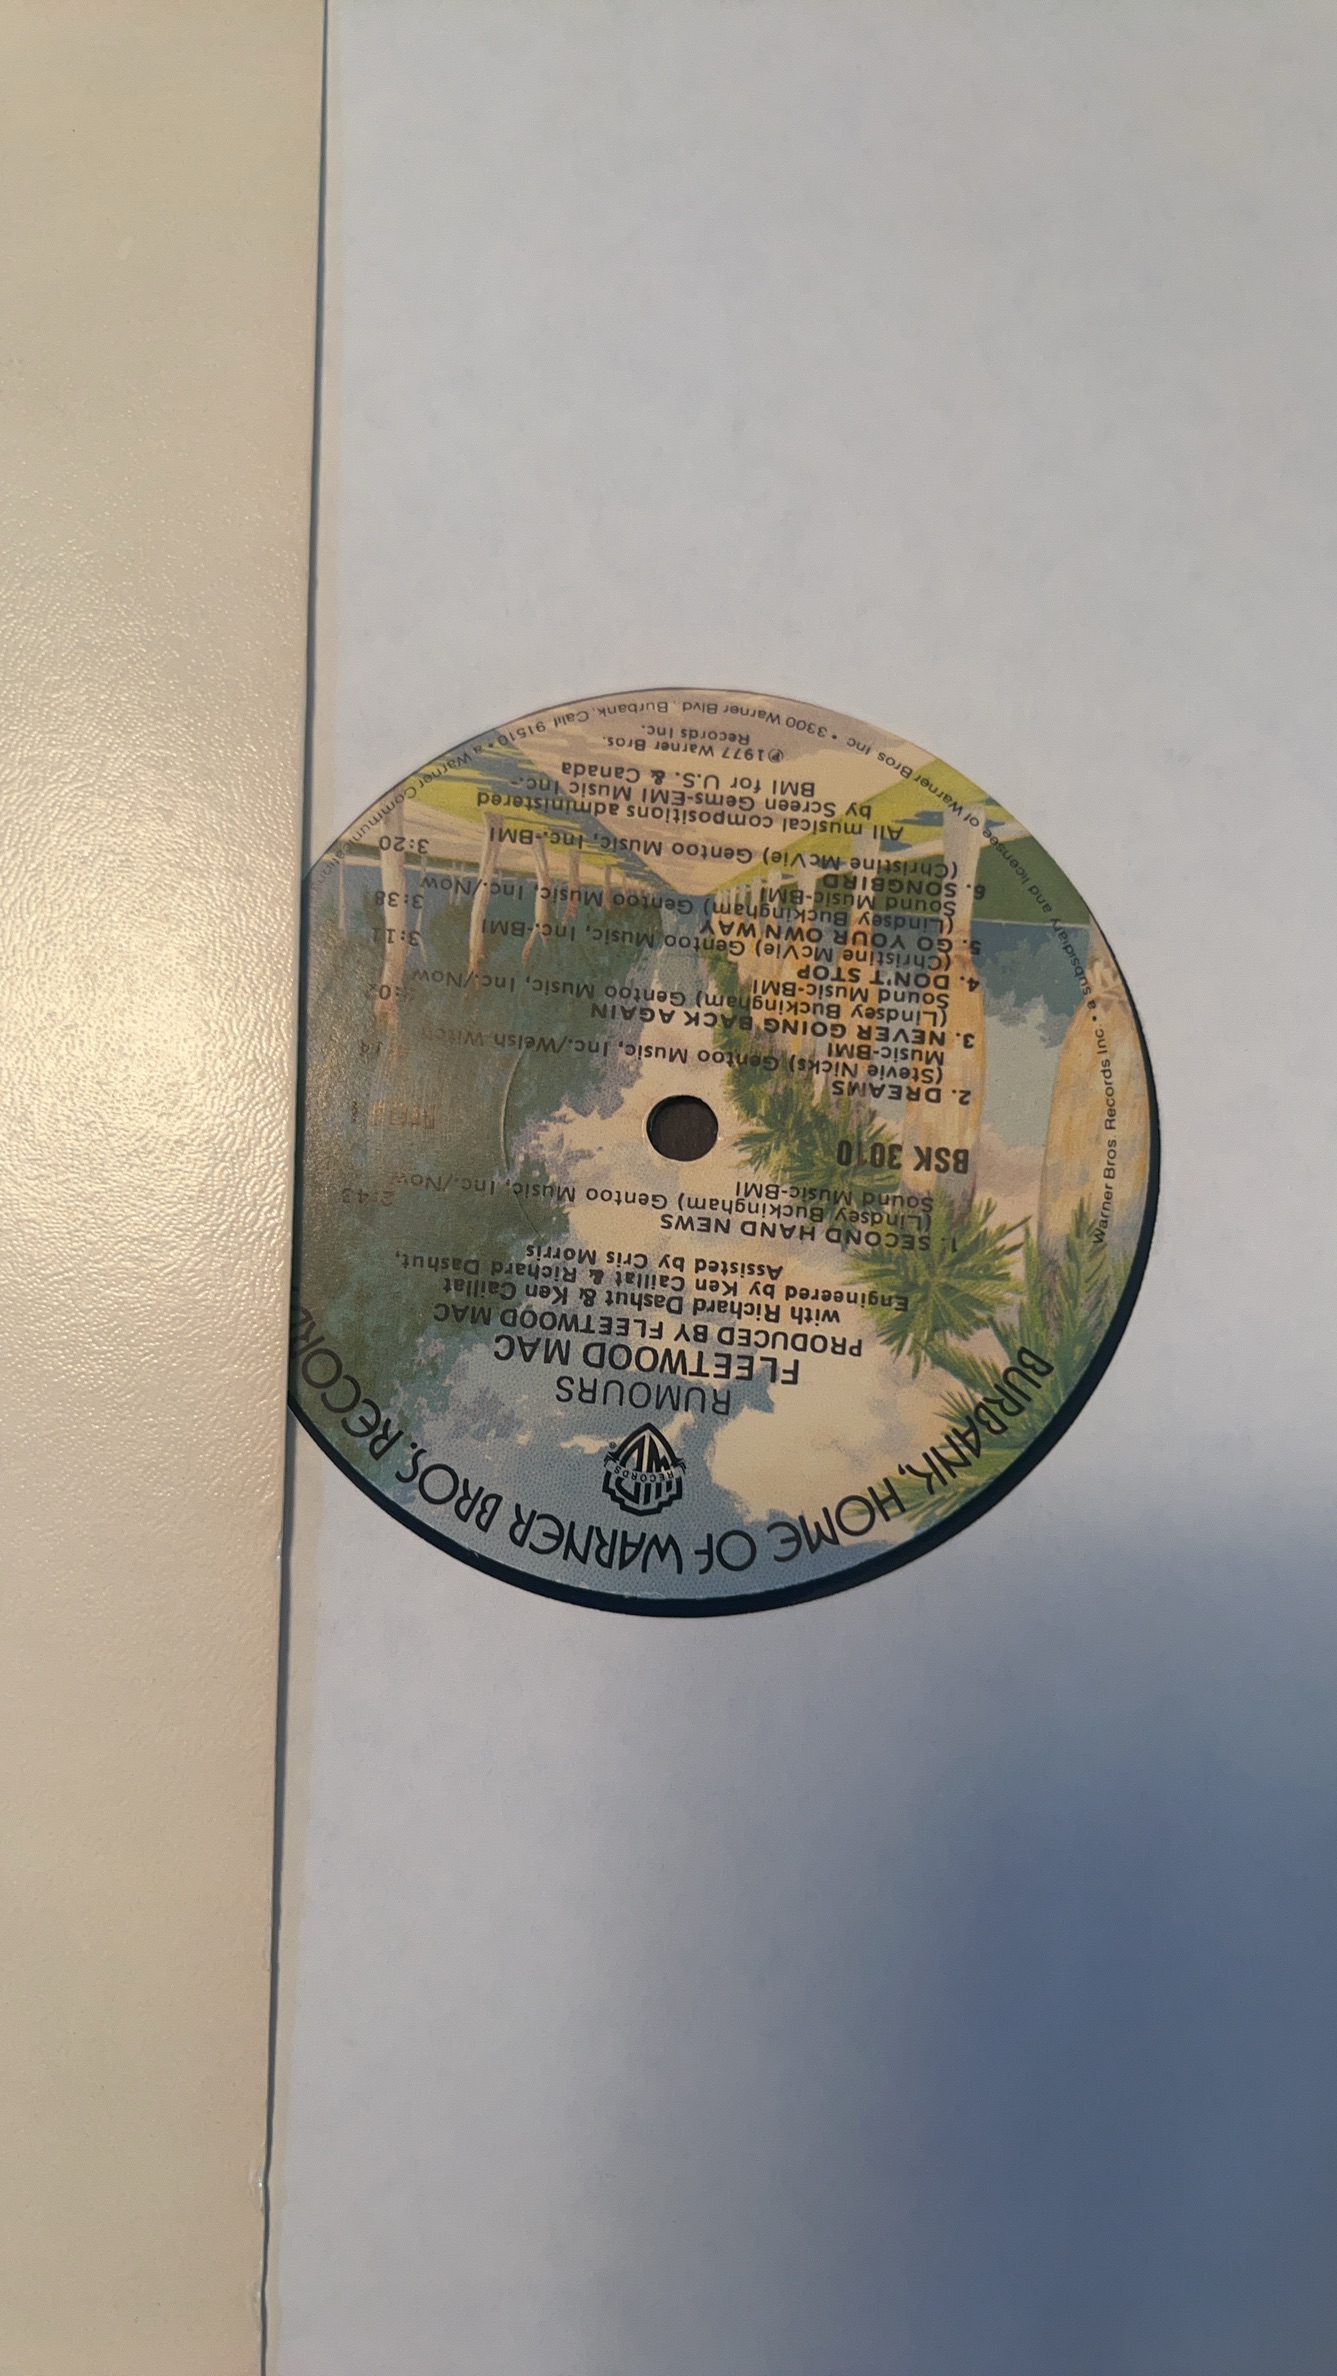 BURBANK, HOME OF WARNER BROS. RECORD
RECORDS
RUMOURS
FLEETWOOD MAC
PRODUCED BY FLEETWOOD MAC
with Richard Dashut & Ken Caillat
Engineered by Ken Caillat & Richard Dashut,
Assisted by Cris Morris
1. SECOND HAND NEWS
(Lindsey Buckingham) Gentoo Music, Inc./Now 2:43
Sound Music-BMI
BSK 3010
2. DREAMS
(Stevie Nicks) Gentoo Music, Inc./Welsh Witch
Music-BMI
3. NEVER GOING BACK AGAIN
(Lindsey Buckingham) Gentoo Music, Inc./Now
Sound Music-BMI
4. DON'T STOP
(Christine McVie) Gentoo Music, Inc.-BMI 3:11
5. GO YOUR OWN WAY
(Lindsey Buckingham) Gentoo Music, Inc./Now 3:38
Sound Music-BMI
6. SONGBIRD
(Christine McVie) Gentoo Music, Inc.-BMI 3:20
All musical compositions administered
by Screen Gems-EMI Music Inc.-
BMI for U.S. & Canada
℗1977 Warner Bros.
Records Inc.
Warner Bros. Records Inc. • a subsidiary and licensee of Warner Bros. Inc. • 3300 Warner Blvd., Burbank, Calif. 91510 • a Warner Communications